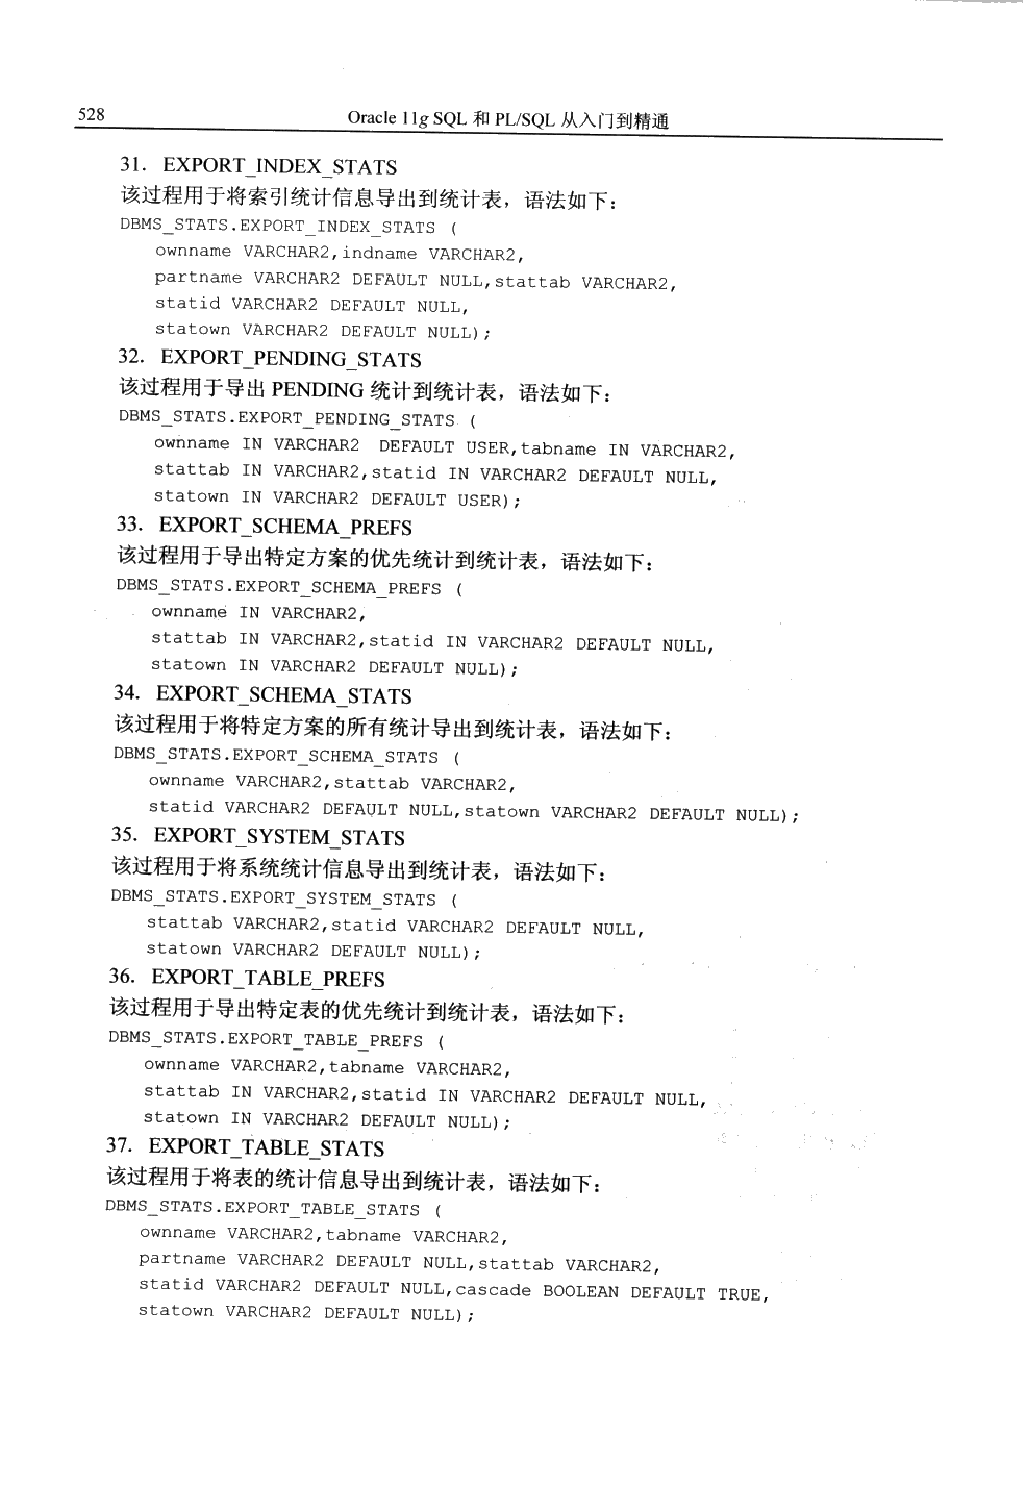 528
Oracle 11g SQL 和 PL/SQL 从入门到精通
31．EXPORT_INDEX_STATS
该过程用于将索引统计信息导出到统计表，语法如下：
DBMS_STATS.EXPORT_INDEX_STATS (
ownname VARCHAR2,indname VARCHAR2,
partname VARCHAR2 DEFAULT NULL,stattab VARCHAR2,
statid VARCHAR2 DEFAULT NULL,
statown VARCHAR2 DEFAULT NULL);
32．EXPORT_PENDING_STATS
该过程用于导出 PENDING 统计到统计表，语法如下：
DBMS_STATS.EXPORT_PENDING_STATS (
ownname IN VARCHAR2 DEFAULT USER,tabname IN VARCHAR2,
stattab IN VARCHAR2,statid IN VARCHAR2 DEFAULT NULL,
statown IN VARCHAR2 DEFAULT USER);
33．EXPORT_SCHEMA_PREFS
该过程用于导出特定方案的优先统计到统计表，语法如下：
DBMS_STATS.EXPORT_SCHEMA_PREFS (
ownname IN VARCHAR2,
stattab IN VARCHAR2,statid IN VARCHAR2 DEFAULT NULL,
statown IN VARCHAR2 DEFAULT NULL);
34．EXPORT_SCHEMA_STATS
该过程用于将特定方案的所有统计导出到统计表，语法如下：
DBMS_STATS.EXPORT_SCHEMA_STATS (
ownname VARCHAR2,stattab VARCHAR2,
statid VARCHAR2 DEFAULT NULL,statown VARCHAR2 DEFAULT NULL);
35．EXPORT_SYSTEM_STATS
该过程用于将系统统计信息导出到统计表，语法如下：
DBMS_STATS.EXPORT_SYSTEM_STATS (
stattab VARCHAR2,statid VARCHAR2 DEFAULT NULL,
statown VARCHAR2 DEFAULT NULL);
36．EXPORT_TABLE_PREFS
该过程用于导出特定表的优先统计到统计表，语法如下：
DBMS_STATS.EXPORT_TABLE_PREFS (
ownname VARCHAR2,tabname VARCHAR2,
stattab IN VARCHAR2,statid IN VARCHAR2 DEFAULT NULL,
statown IN VARCHAR2 DEFAULT NULL);
37．EXPORT_TABLE_STATS
该过程用于将表的统计信息导出到统计表，语法如下：
DBMS_STATS.EXPORT_TABLE_STATS (
ownname VARCHAR2,tabname VARCHAR2,
partname VARCHAR2 DEFAULT NULL,stattab VARCHAR2,
statid VARCHAR2 DEFAULT NULL,cascade BOOLEAN DEFAULT TRUE,
statown VARCHAR2 DEFAULT NULL);